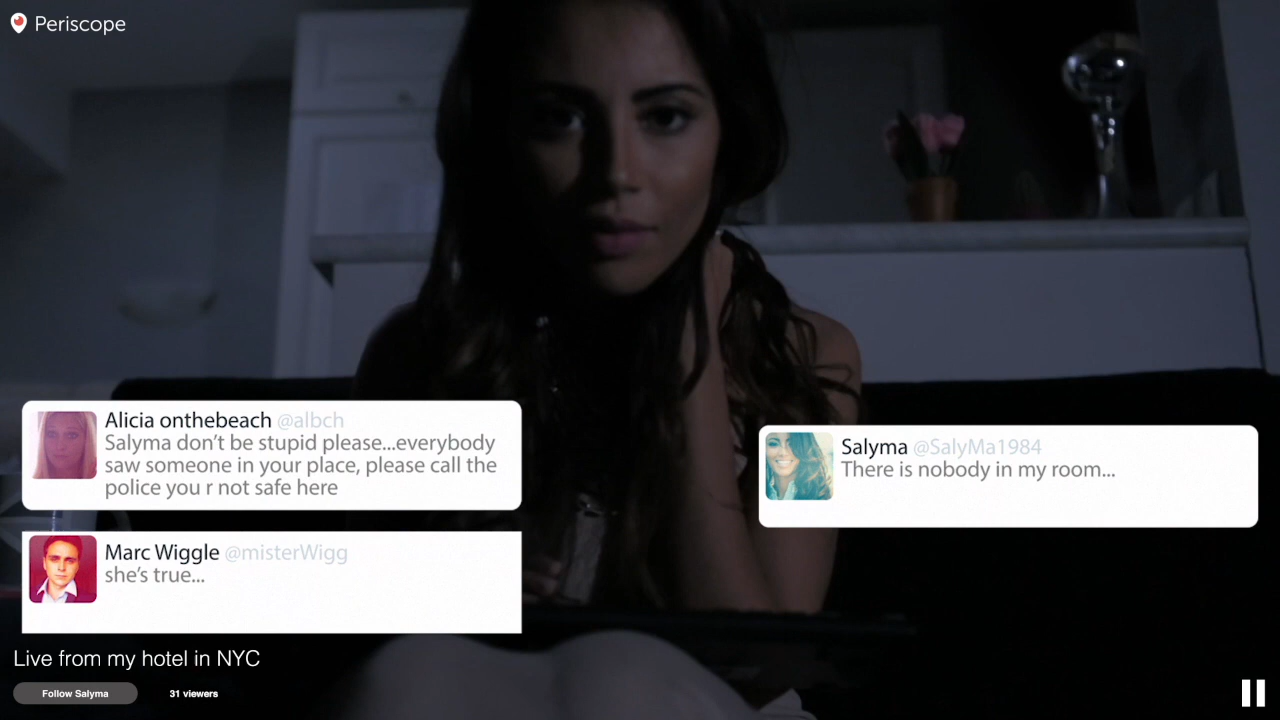 Periscope
Alicia onthebeach @albch
Salyma don't be stupid please...everybody
saw someone in your place, please call the
police you r not safe here
Marc Wiggle @misterWigg
she's true...
Salyma @SalyMa1984
There is nobody in my room...
Live from my hotel in NYC
Follow Salyma
31 viewers